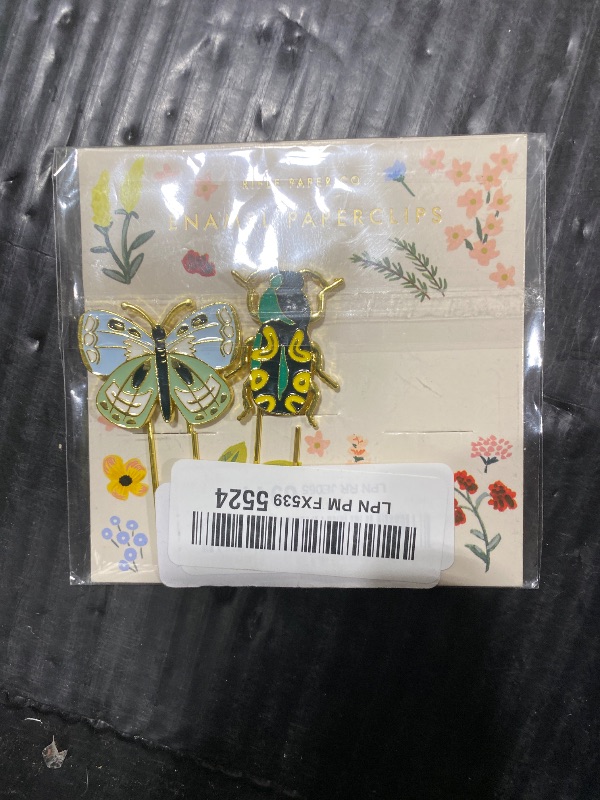 RIFLE PAPER CO.
ENAMEL PAPERCLIPS
LPN PM FX539 5524